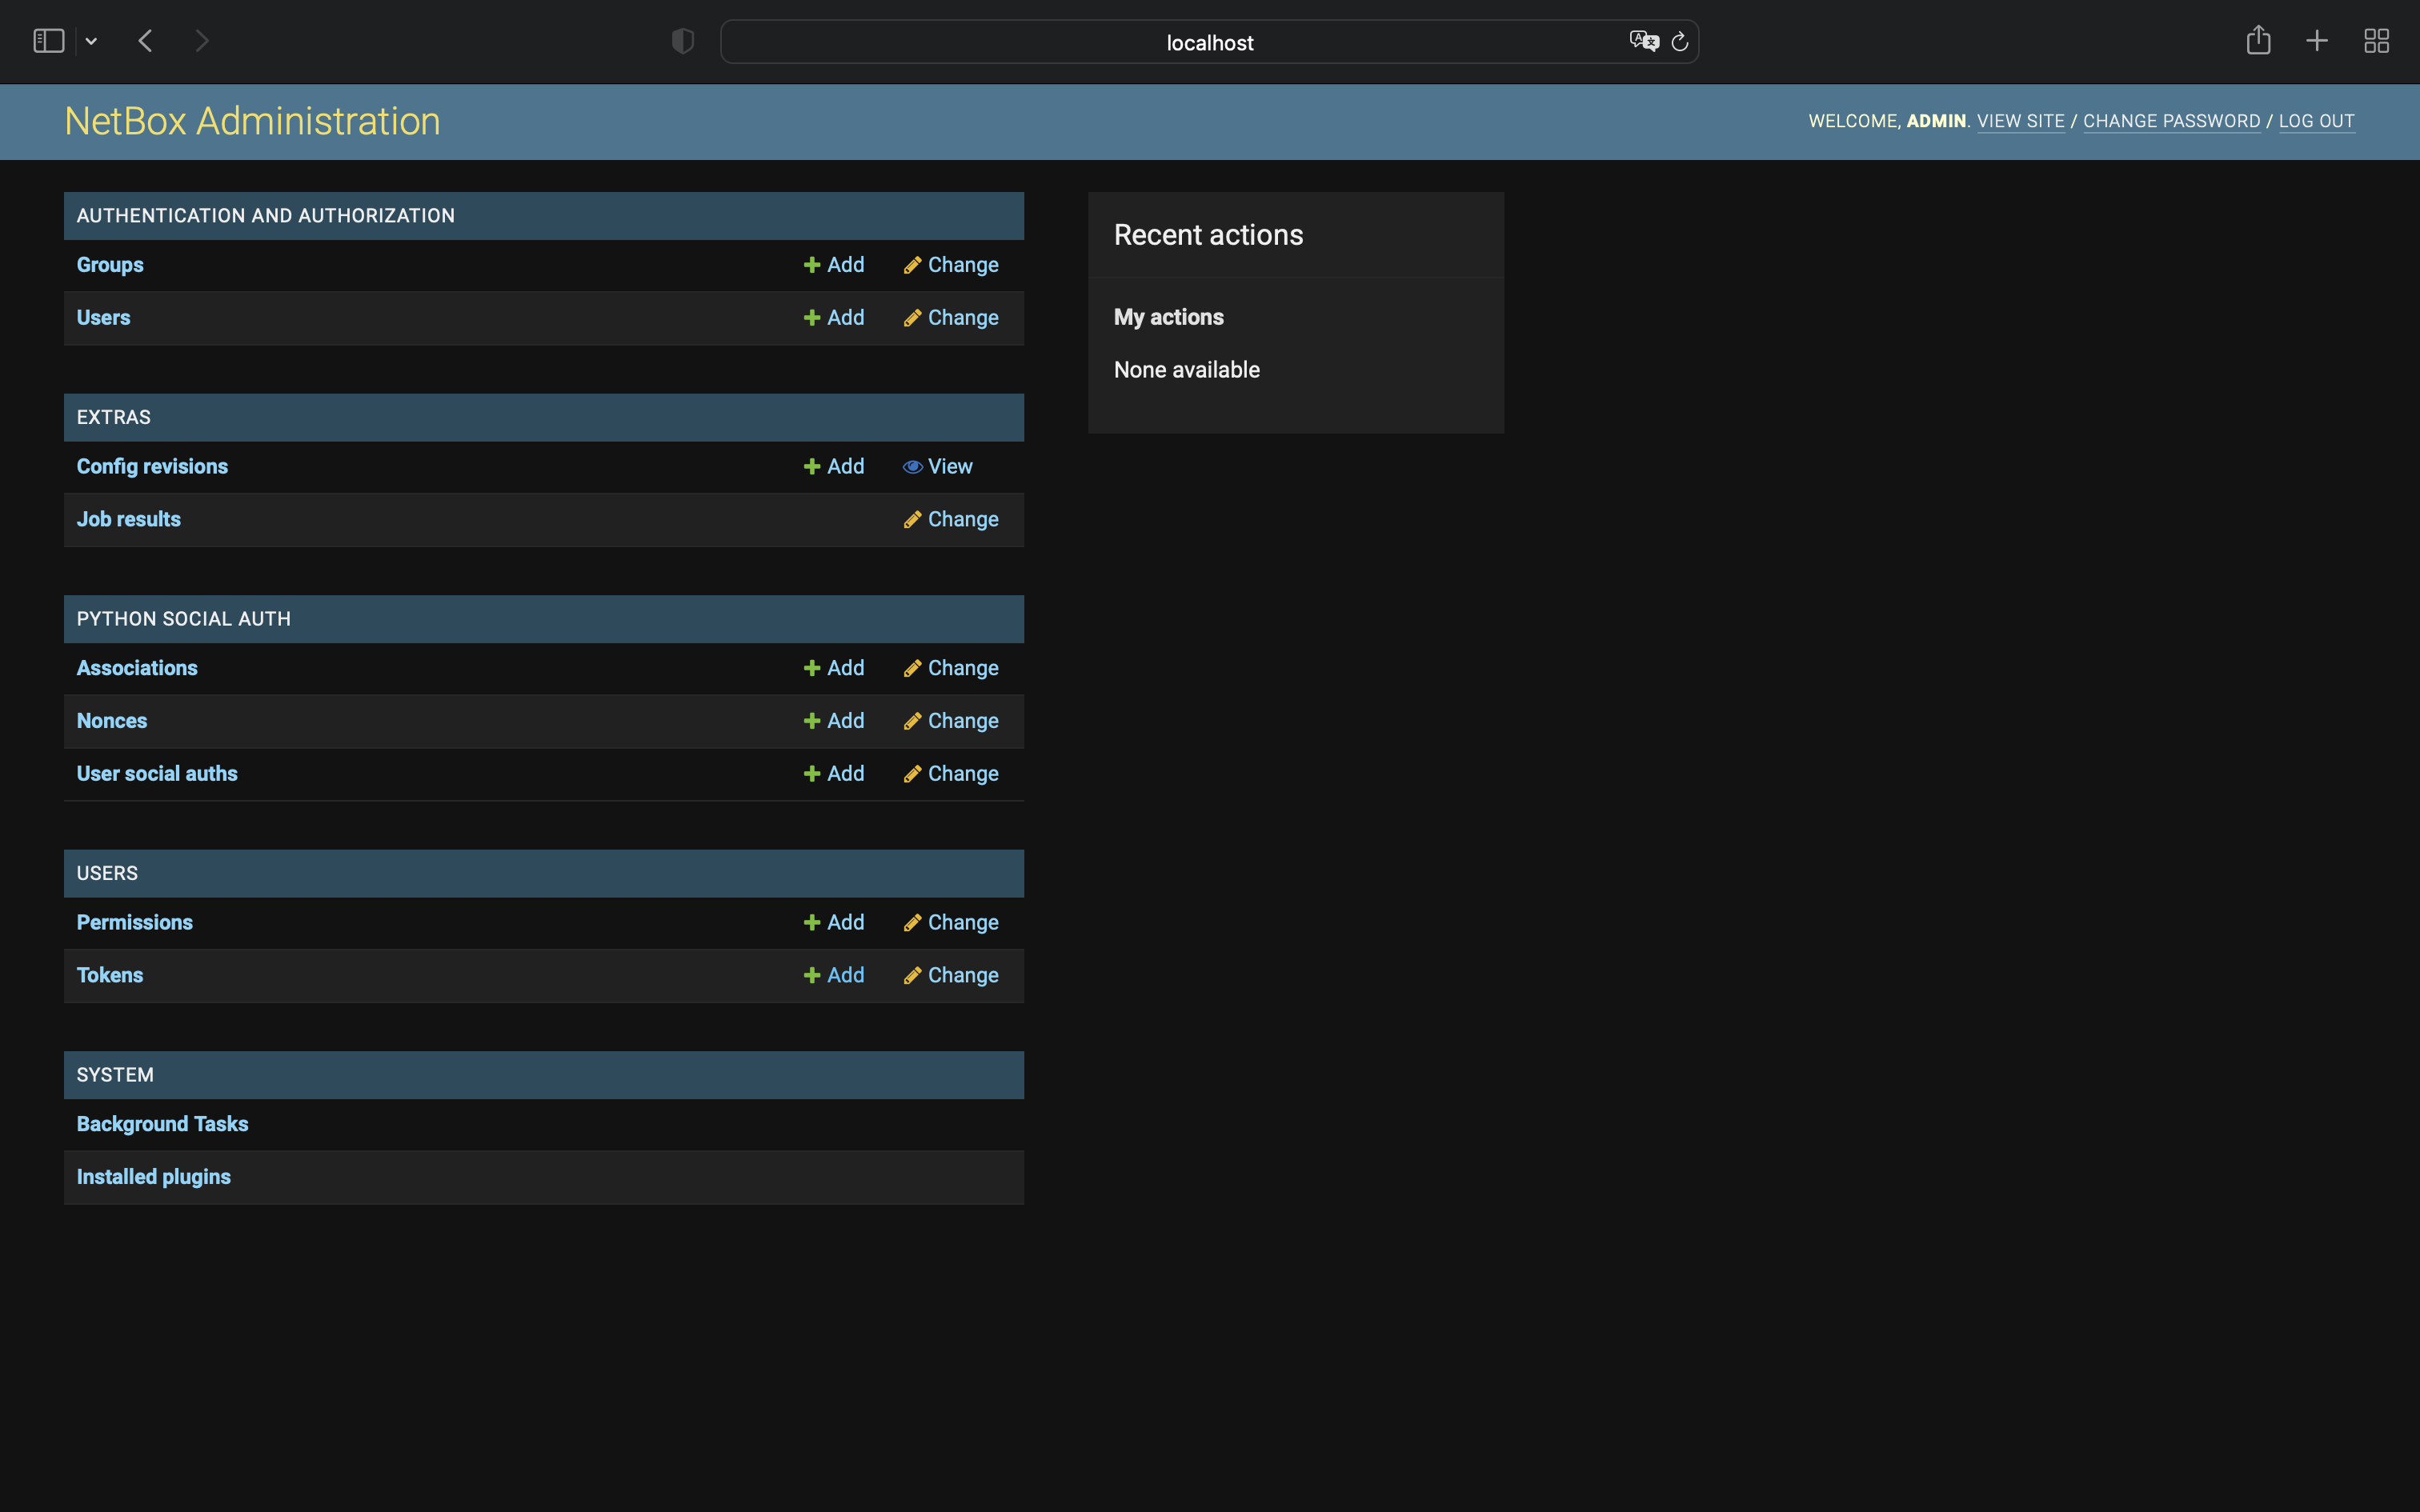 localhost
NetBox Administration
WELCOME, ADMIN. VIEW SITE / CHANGE PASSWORD / LOG OUT
AUTHENTICATION AND AUTHORIZATION
Groups Add Change
Users Add Change
EXTRAS
Config revisions Add View
Job results Change
PYTHON SOCIAL AUTH
Associations Add Change
Nonces Add Change
User social auths Add Change
USERS
Permissions Add Change
Tokens Add Change
SYSTEM
Background Tasks
Installed plugins
Recent actions
My actions
None available